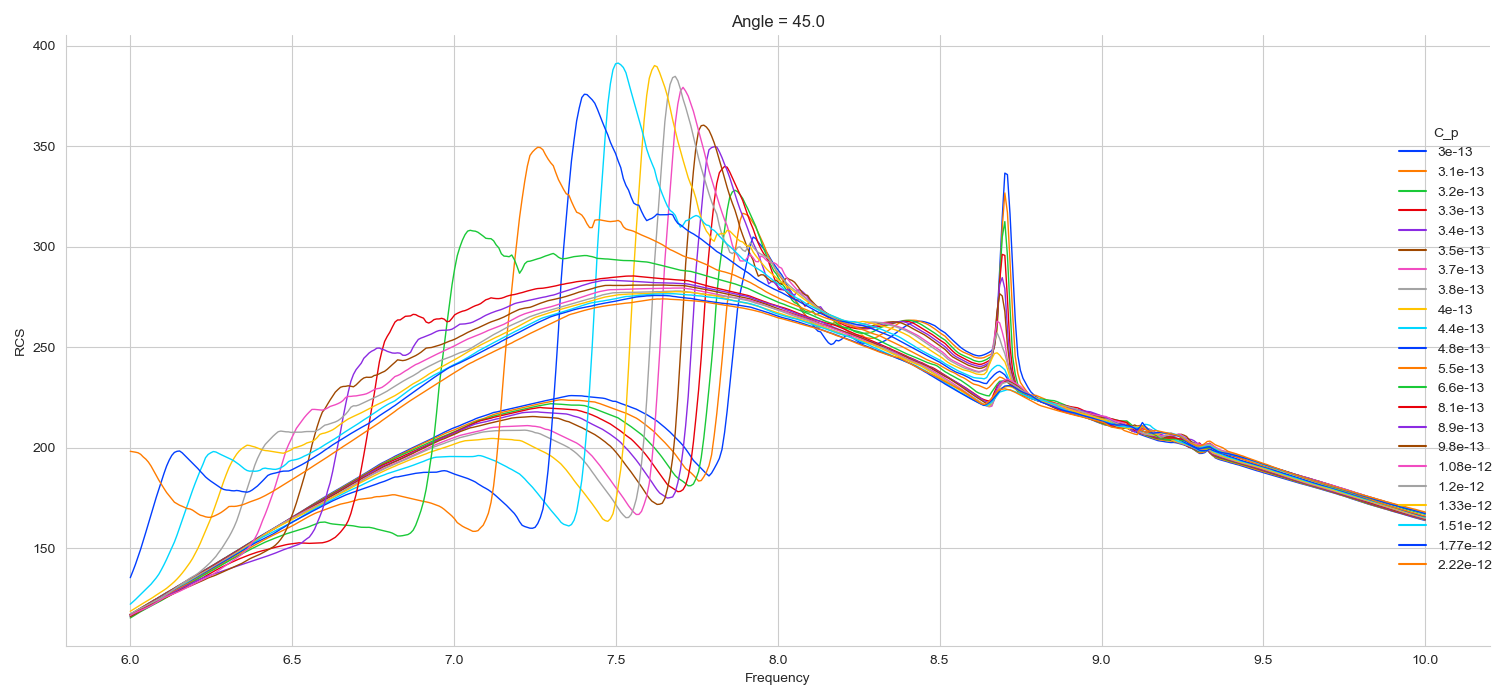 Angle = 45.0
400
350
300
250
200
150
RCS
6.0
6.5
7.0
7.5
8.0
8.5
9.0
9.5
10.0
Frequency
C_p
3e-13
3.1e-13
3.2e-13
3.3e-13
3.4e-13
3.5e-13
3.7e-13
3.8e-13
4e-13
4.4e-13
4.8e-13
5.5e-13
6.6e-13
8.1e-13
8.9e-13
9.8e-13
1.08e-12
1.2e-12
1.33e-12
1.51e-12
1.77e-12
2.22e-12